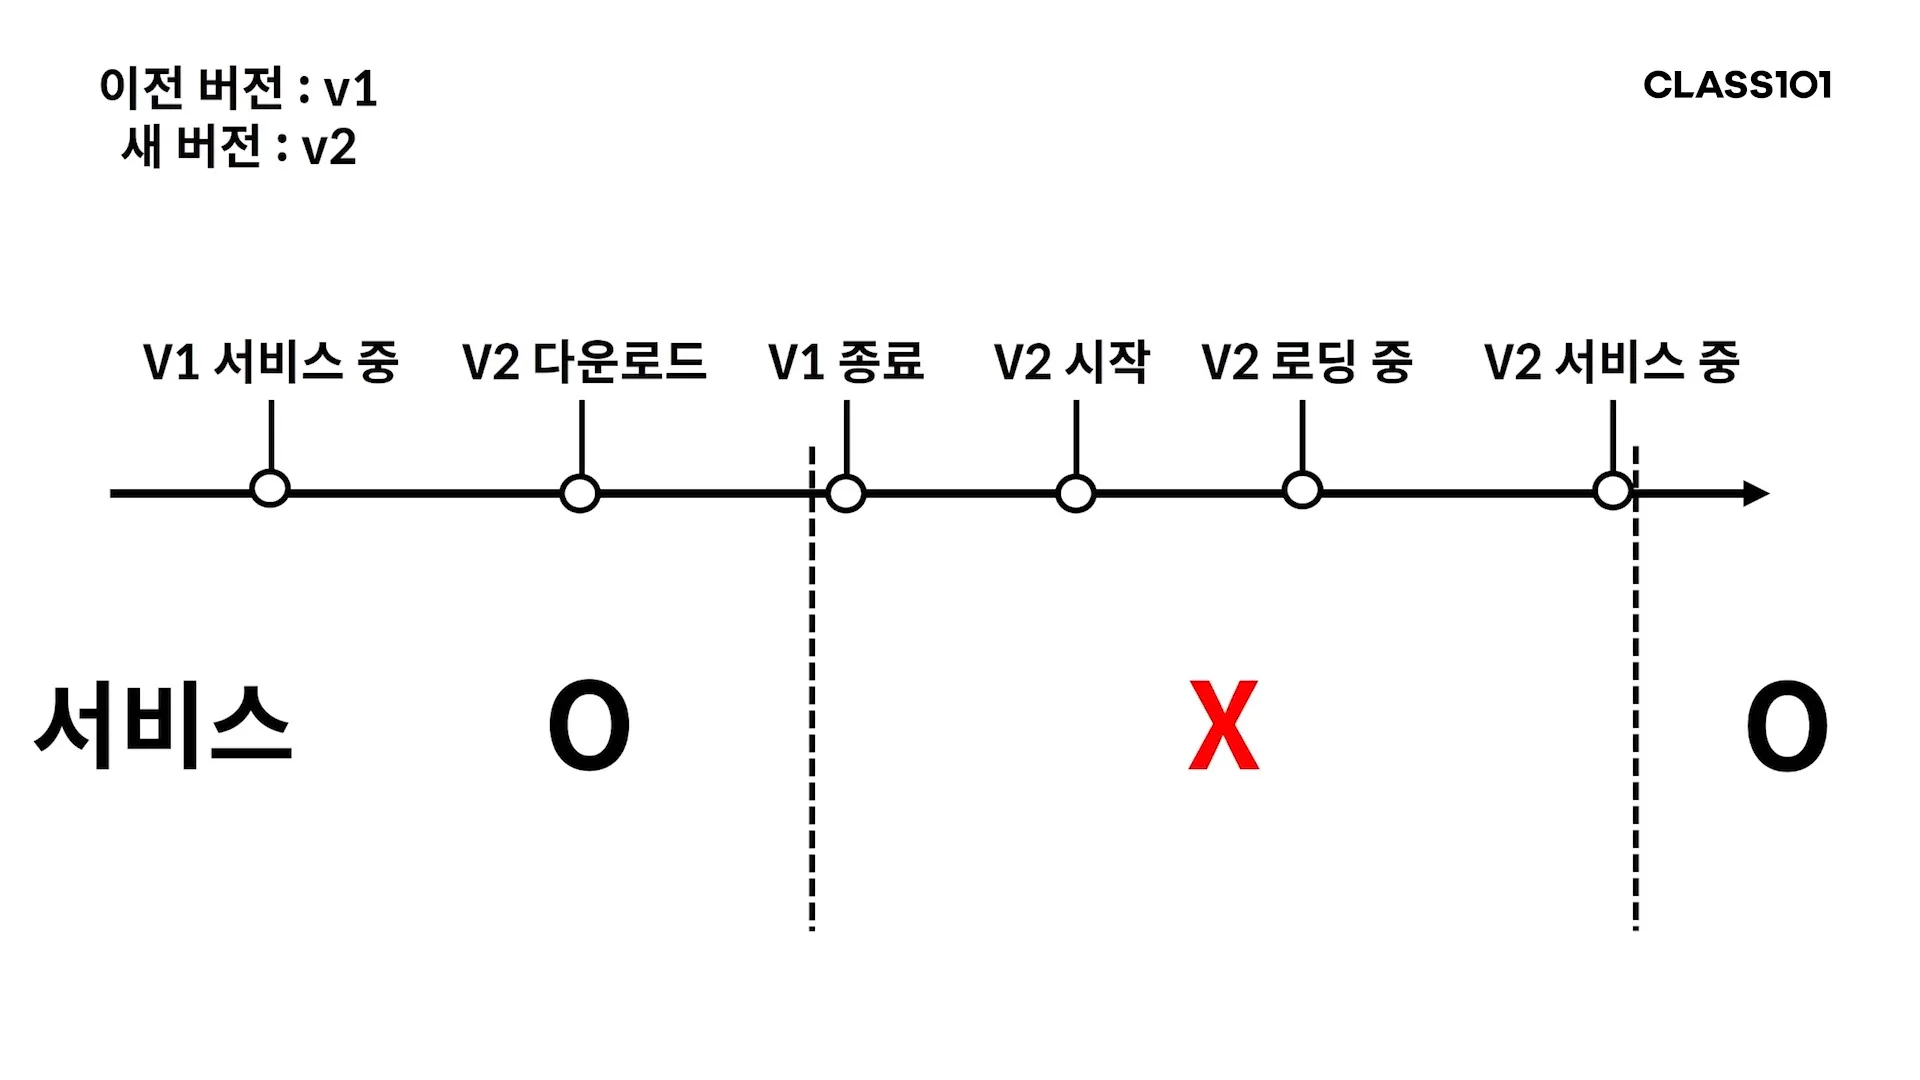 이전 버전 : v1
새 버전 : v2
CLASS101
V1 서비스 중
V2 다운로드
V1 종료
V2 시작
V2 로딩 중
V2 서비스 중
서비스
O
X
O